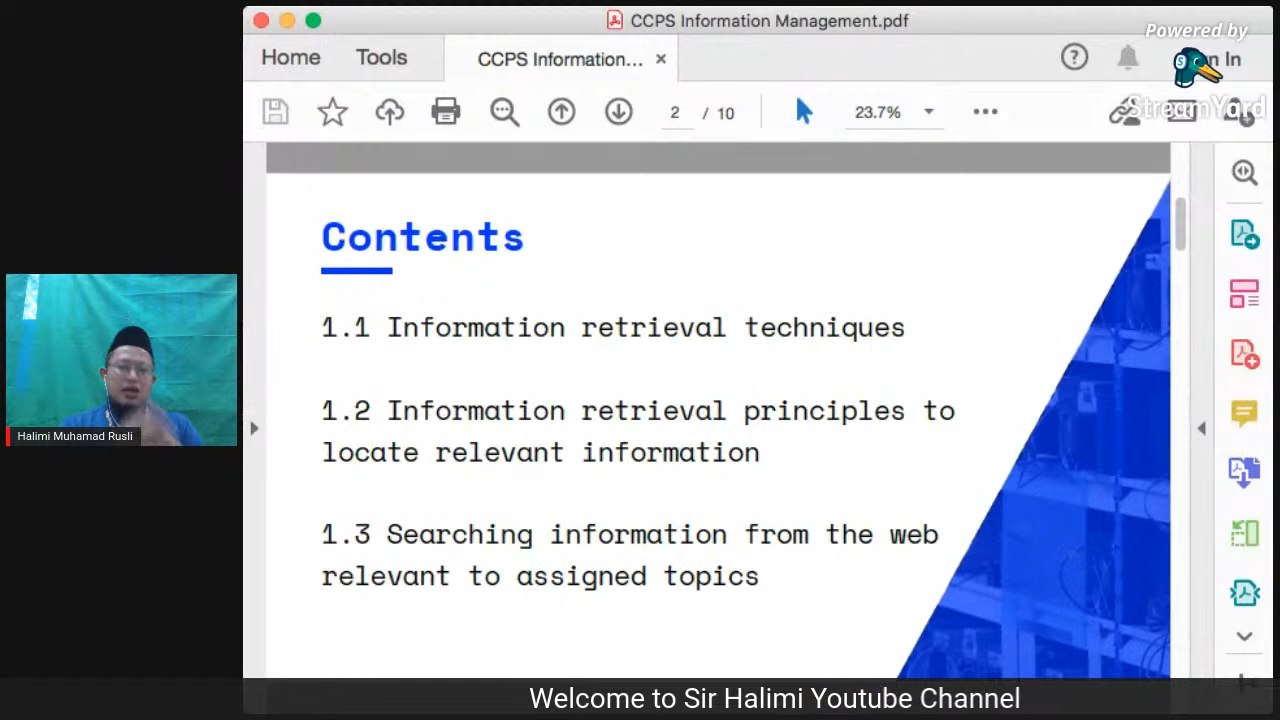 CCPS Information Management.pdf
Powered by
Home
Tools
CCPS Information...
In
StreamYard
2 / 10
23.7%
Contents
1.1 Information retrieval techniques
1.2 Information retrieval principles to
locate relevant information
1.3 Searching information from the web
relevant to assigned topics
Halimi Muhamad Rusli
Welcome to Sir Halimi Youtube Channel